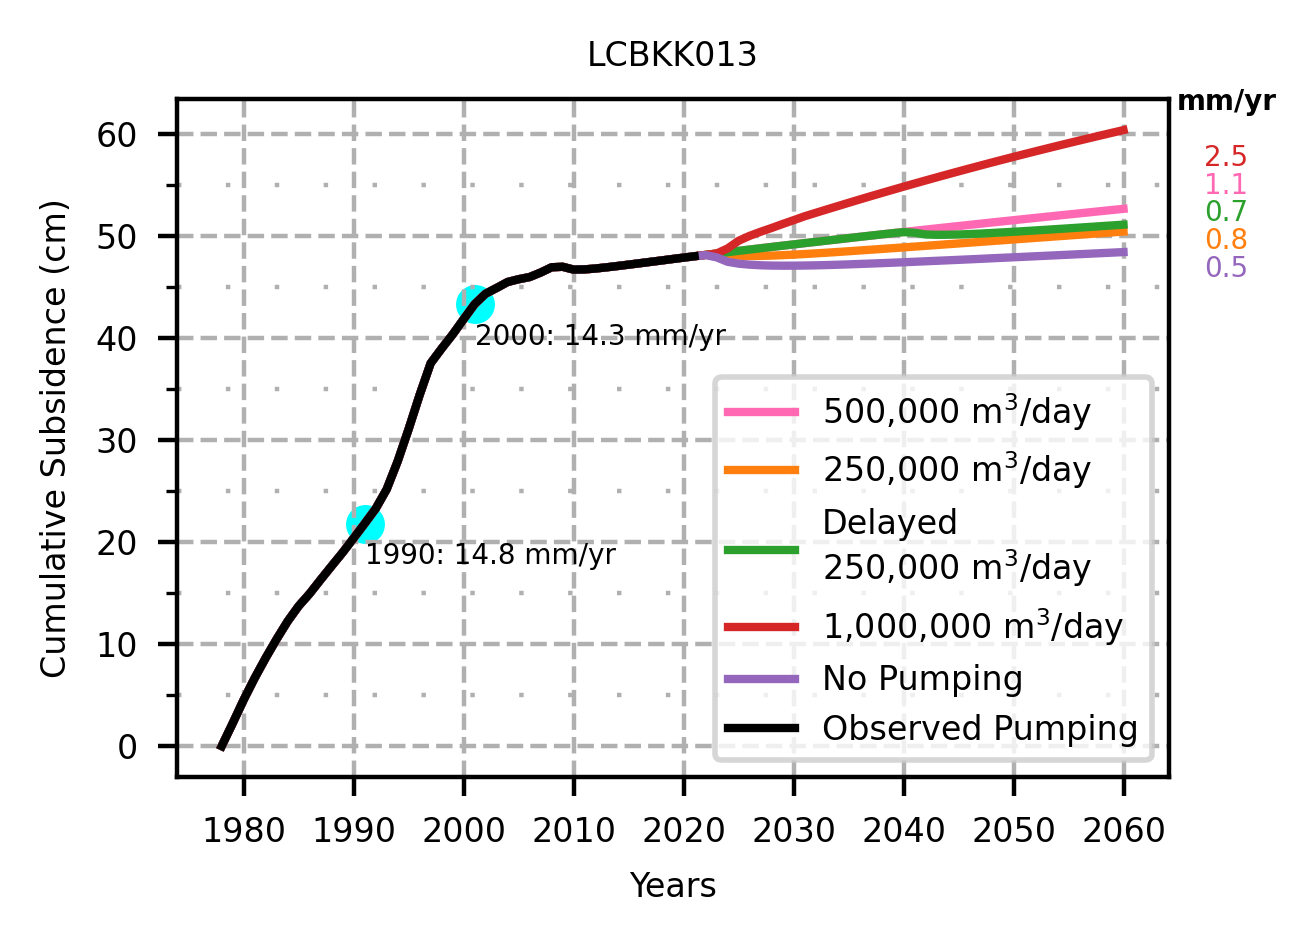 LCBKK013
mm/yr
60
2.5
1.1
0.7
50
0.8
0.5
2000: 14.3 mm/yr
40
500,000 m³/day
30
250,000 m³/day
Delayed
250,000 m³/day
20
1990: 14.8 mm/yr
1,000,000 m³/day
10
No Pumping
Observed Pumping
0
Cumulative Subsidence (cm)
1980 1990 2000 2010 2020 2030 2040 2050 2060
Years